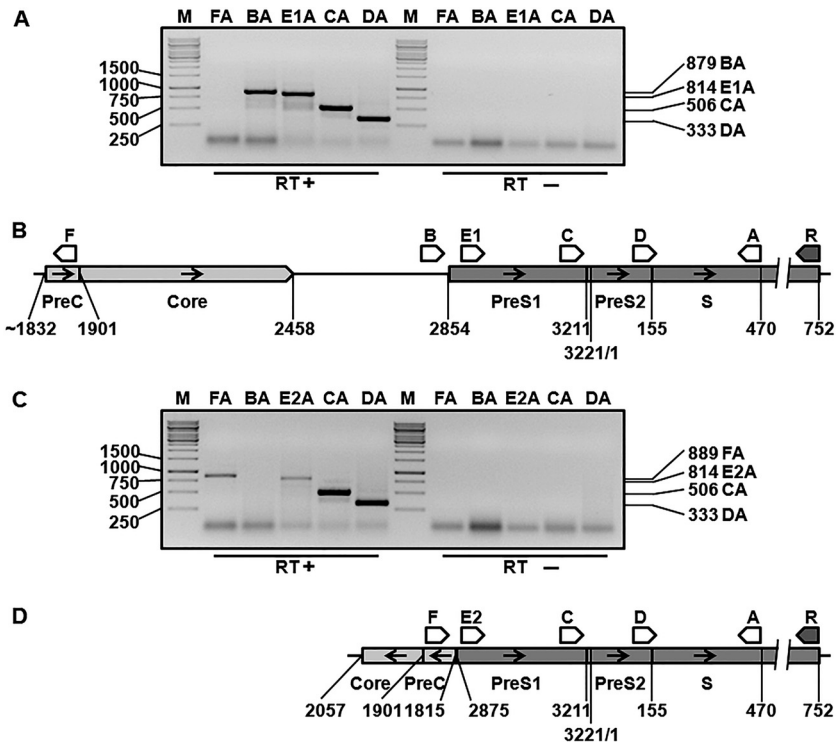 A
M FA BA E1A CA DA M FA BA E1A CA DA
1500
1000
750
500
250
879 BA
814 E1A
506 CA
333 DA
RT + RT —
B
F B E1 C D A R
PreC Core PreS1 PreS2 S
~1832 1901 2458 2854 3211 155 470 752
3221/1
C
M FA BA E2A CA DA M FA BA E2A CA DA
1500
1000
750
500
250
889 FA
814 E2A
506 CA
333 DA
RT + RT —
D
F E2 C D A R
Core PreC PreS1 PreS2 S
2057 1901 1815 2875 3211 155 470 752
3221/1